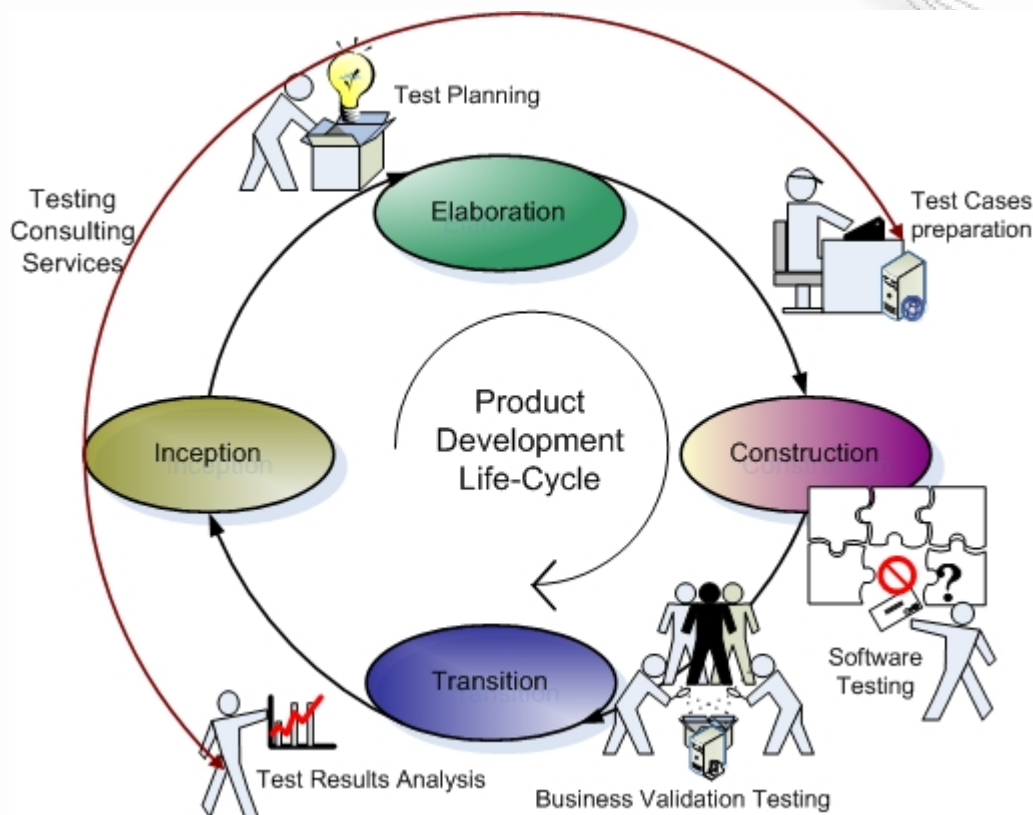 Test Planning
Elaboration
Testing
Consulting
Services
Test Cases
preparation
Product
Development
Life-Cycle
Inception
Construction
?
Software
Testing
Transition
Test Results Analysis
Business Validation Testing